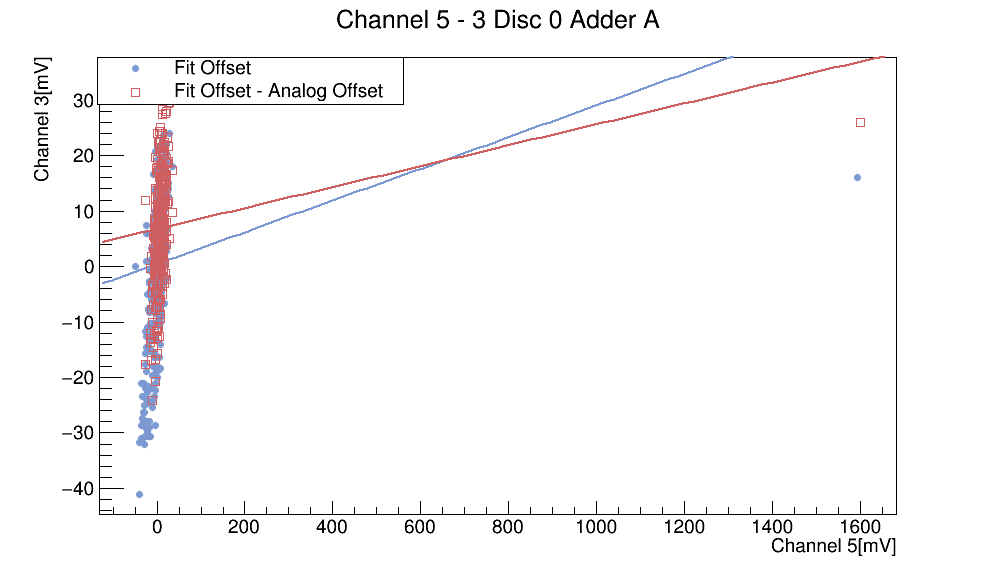 Channel 5 - 3 Disc 0 Adder A
Channel 3[mV]
Fit Offset
Fit Offset - Analog Offset
30
20
10
0
−10
−20
−30
−40
0 200 400 600 800 1000 1200 1400 1600
Channel 5[mV]